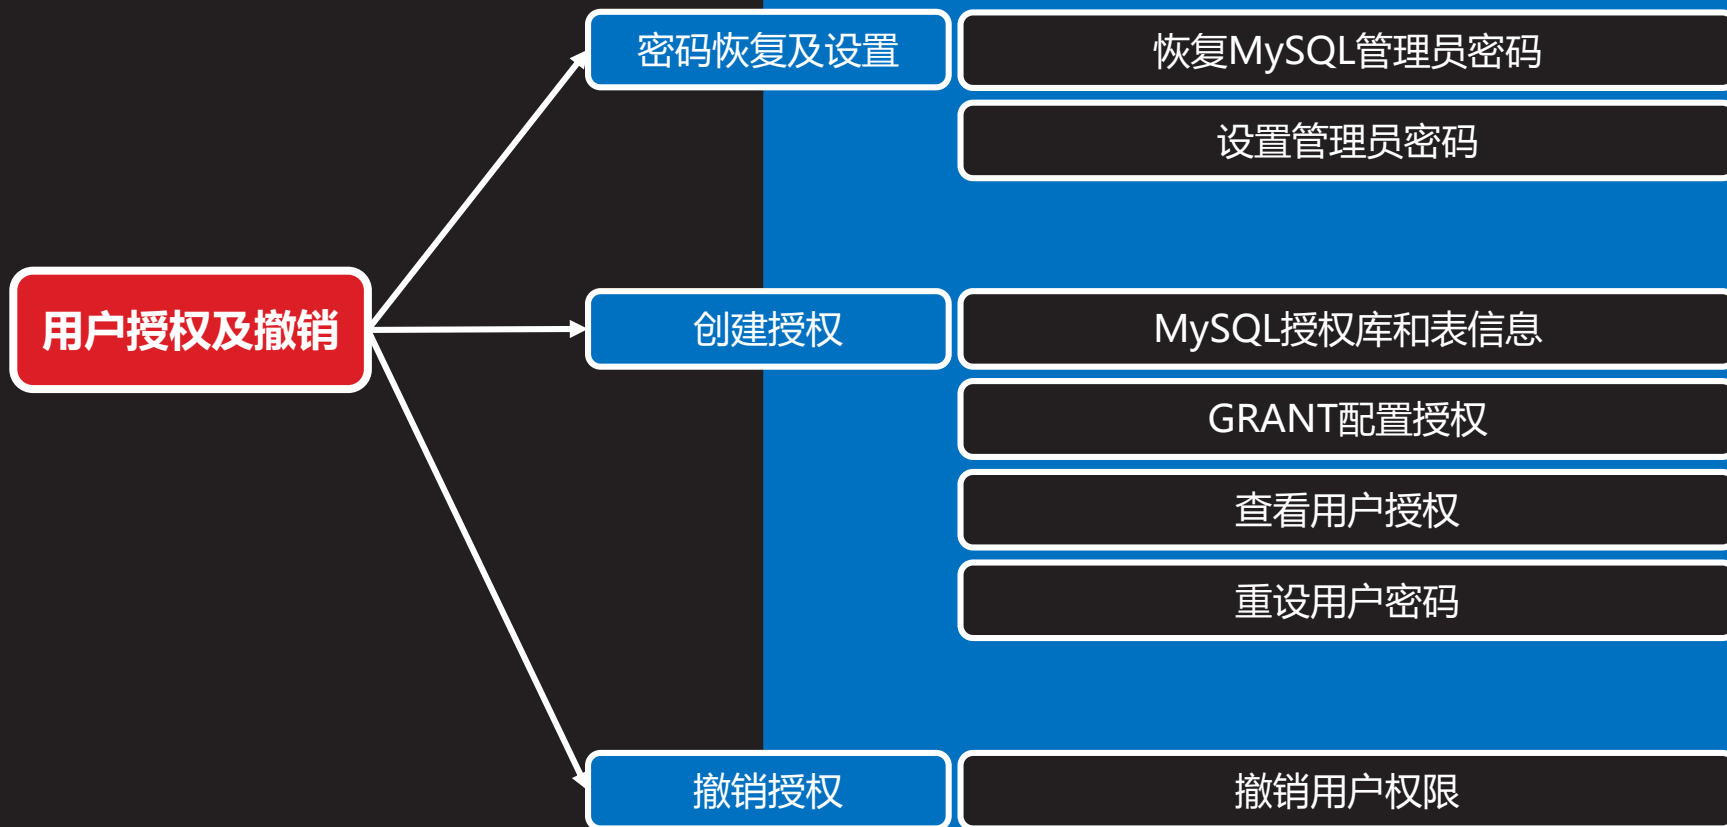 密码恢复及设置
恢复MySQL管理员密码
设置管理员密码
用户授权及撤销
创建授权
MySQL授权库和表信息
GRANT配置授权
查看用户授权
重设用户密码
撤销授权
撤销用户权限